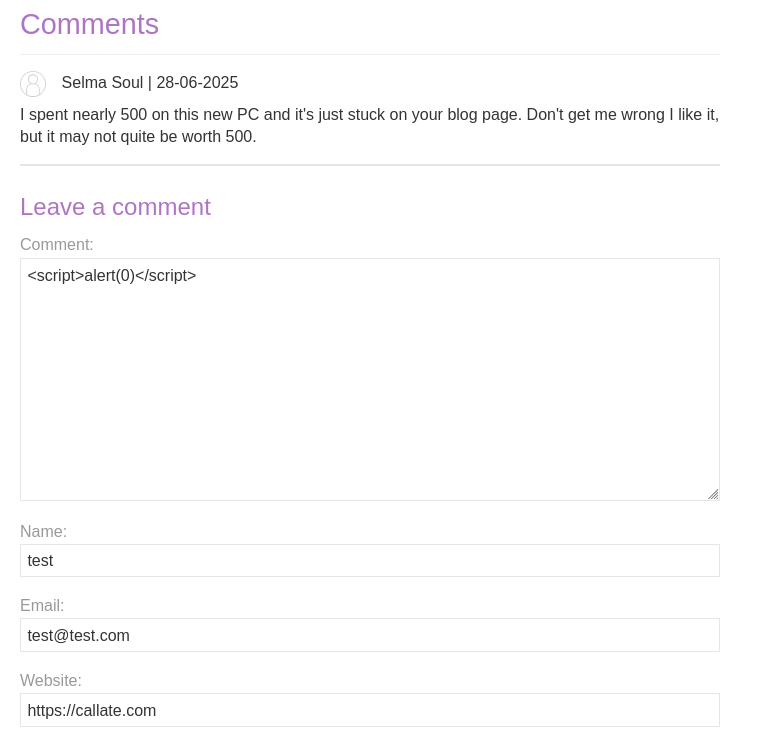 Comments
Selma Soul | 28-06-2025
I spent nearly 500 on this new PC and it's just stuck on your blog page. Don't get me wrong I like it,
but it may not quite be worth 500.
Leave a comment
Comment:
<script>alert(0)</script>
Name:
test
Email:
test@test.com
Website:
https://callate.com